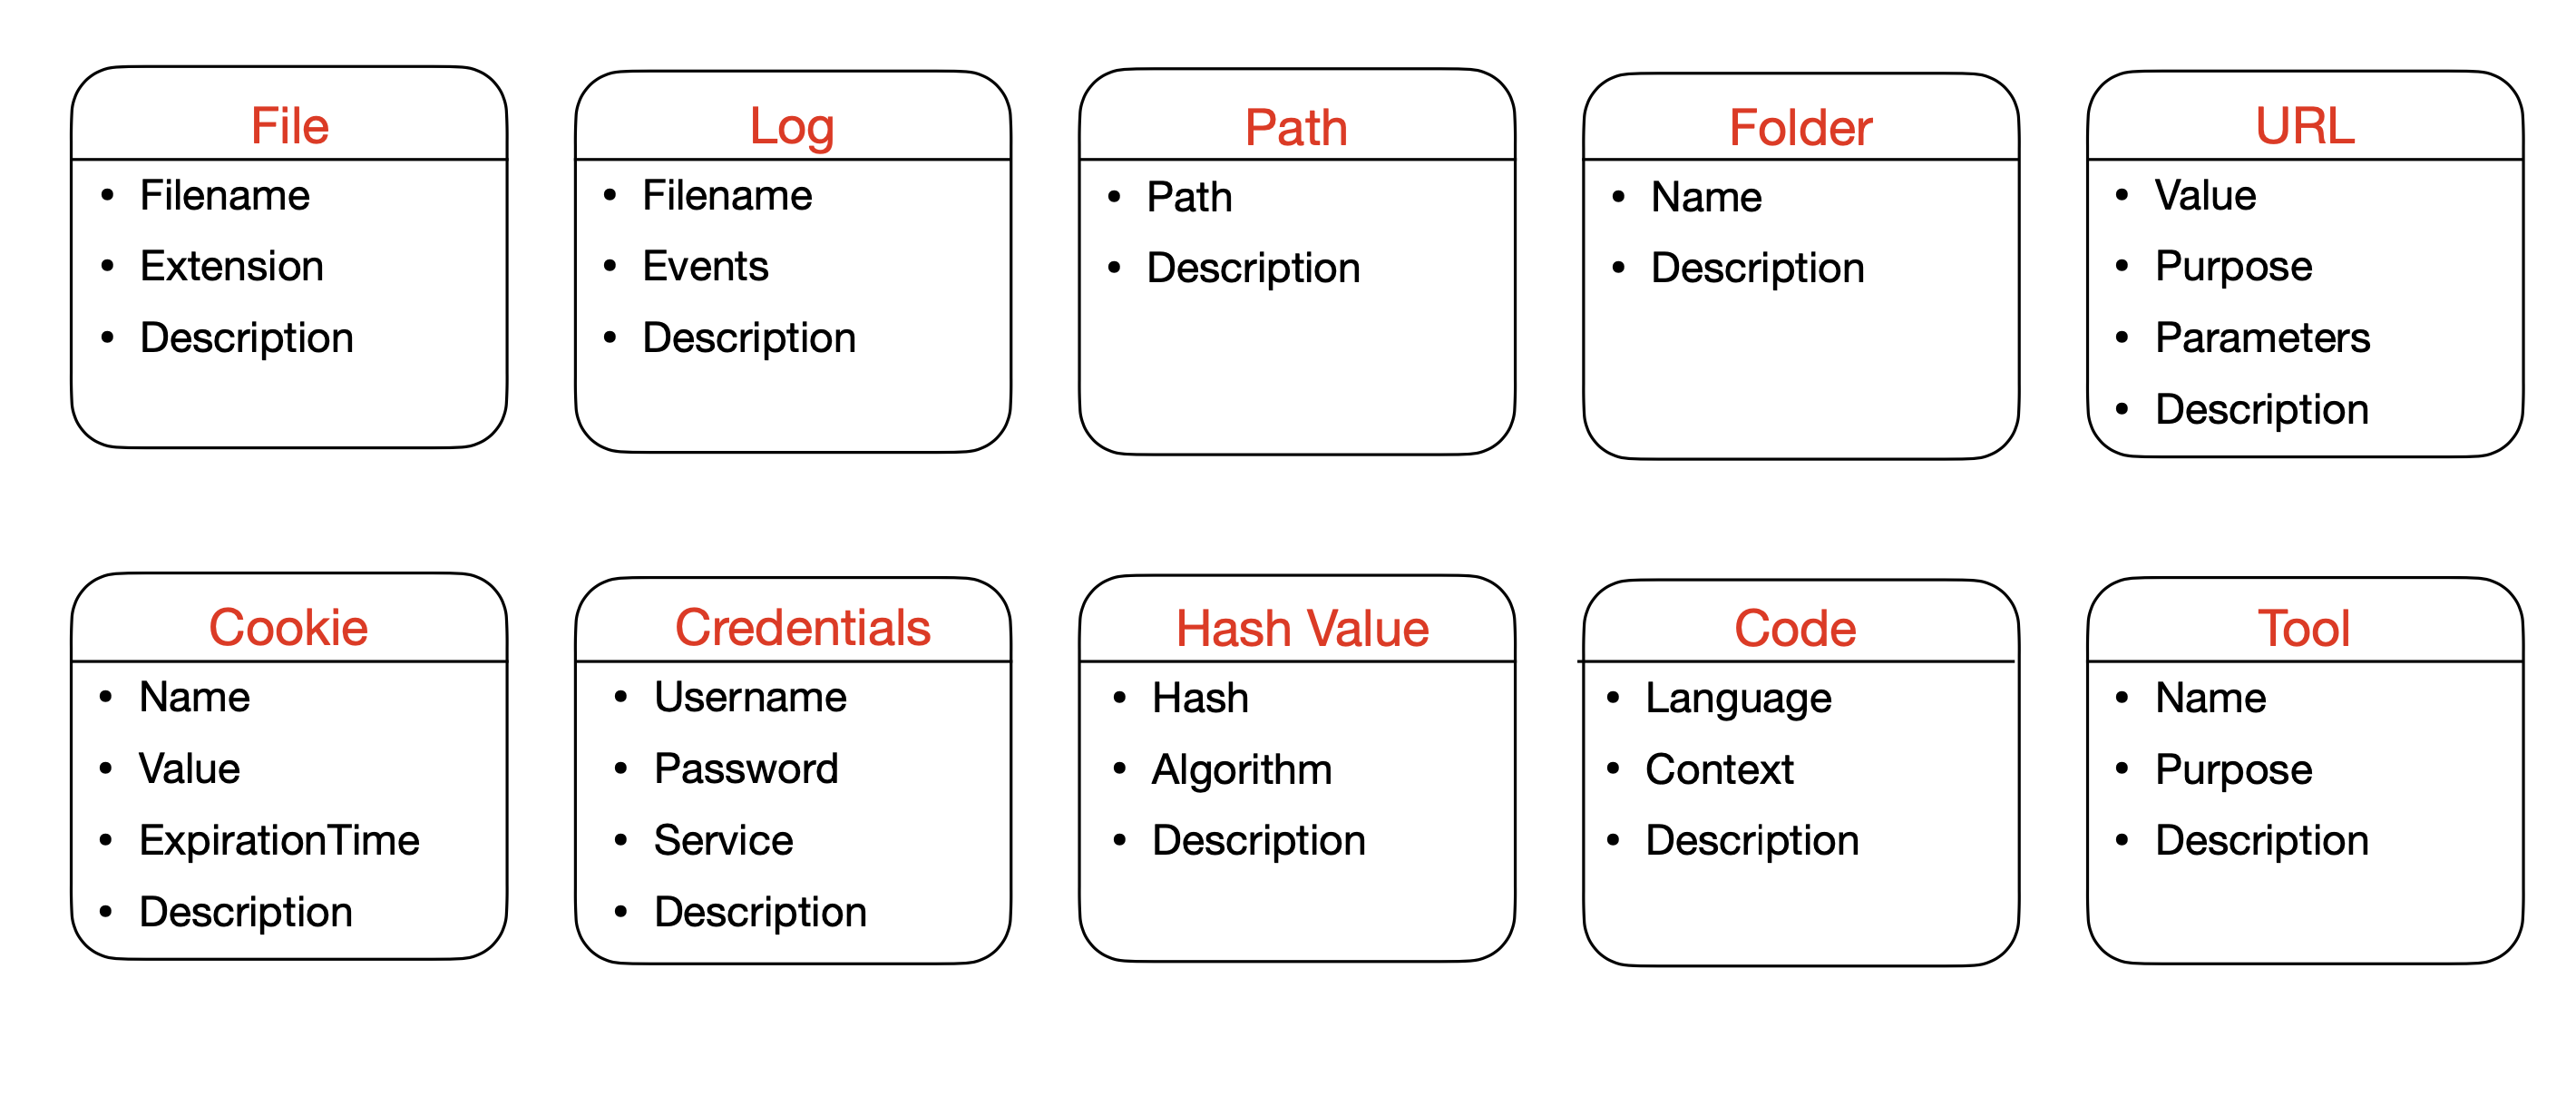 File
• Filename
• Extension
• Description
Log
• Filename
• Events
• Description
Path
• Path
• Description
Folder
• Name
• Description
URL
• Value
• Purpose
• Parameters
• Description
Cookie
• Name
• Value
• ExpirationTime
• Description
Credentials
• Username
• Password
• Service
• Description
Hash Value
• Hash
• Algorithm
• Description
Code
• Language
• Context
• Description
Tool
• Name
• Purpose
• Description